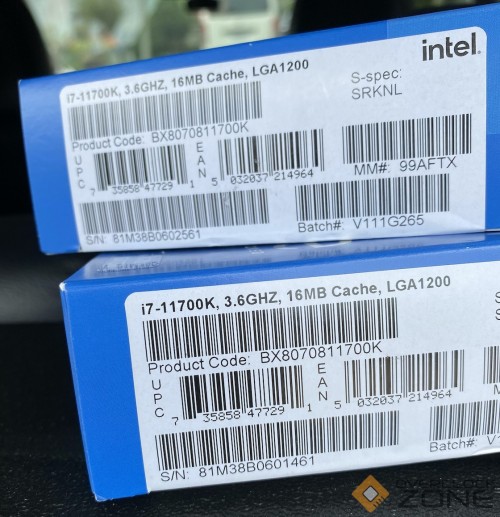 intel.
i7-11700K, 3.6GHZ, 16MB Cache, LGA1200
S-spec:
SRKNL
Product Code: BX8070811700K
UPC
EAN
7 35858 47729 1
5 032037 214964
MM#: 99AFTX
S/N: 81M38B0602561
Batch#: V111G265
i7-11700K, 3.6GHZ, 16MB Cache, LGA1200
S
S
Product Code: BX8070811700K
UPC
EAN
7 35858 47729 1
5 032037 214964
S/N: 81M38B0601461
Batch#: V1
OVERCLOCK
ZONE